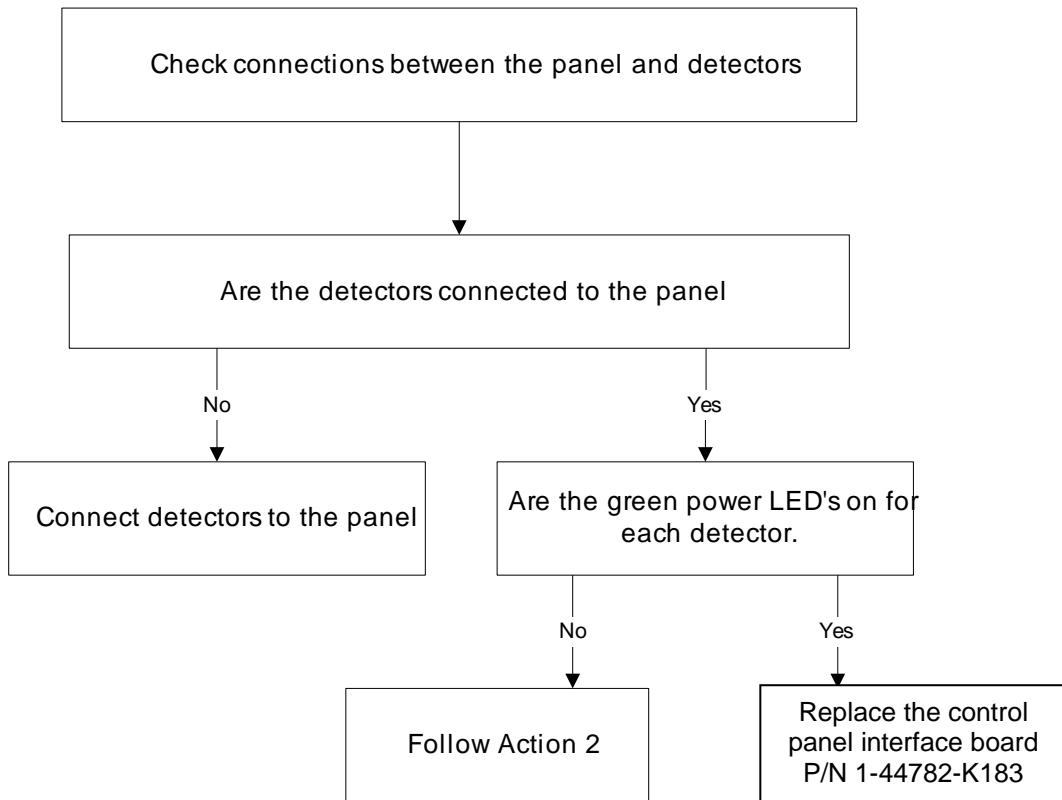 Check connections between the panel and detectors
Are the detectors connected to the panel
No
Yes
Connect detectors to the panel
Are the green power LED's on for
each detector.
No
Yes
Follow Action 2
Replace the control
panel interface board
P/N 1-44782-K183